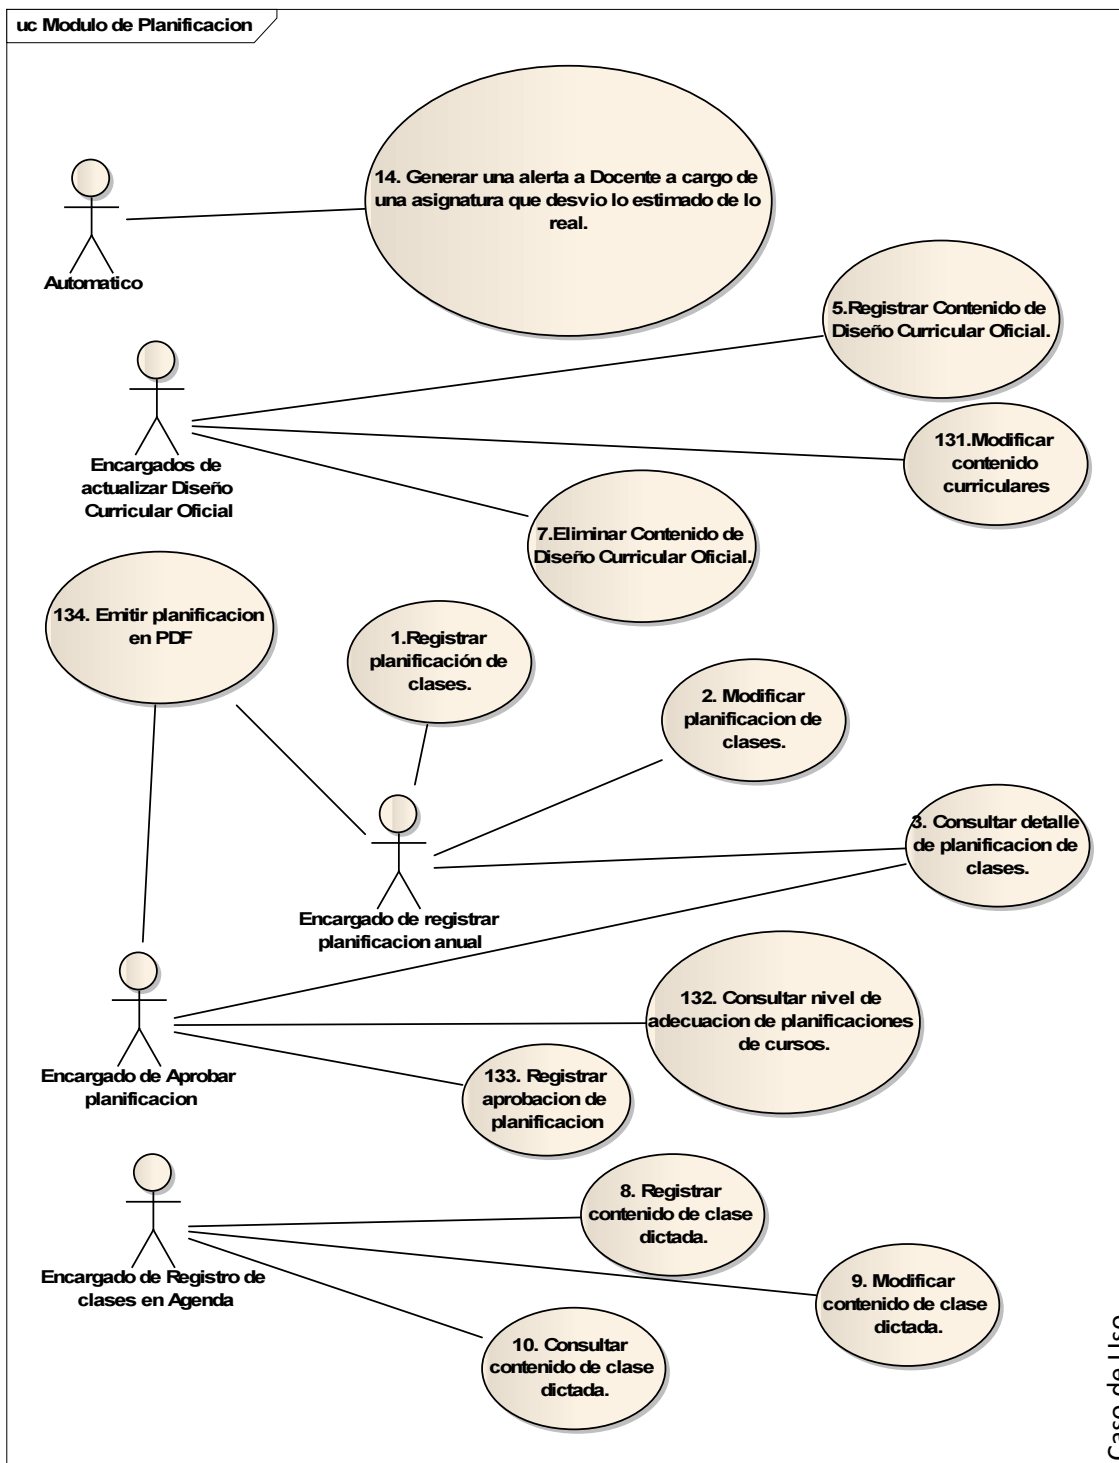 uc Modulo de Planificacion
14. Generar una alerta a Docente a cargo de
una asignatura que desvio lo estimado de lo
real.
Automatico
5.Registrar Contenido de
Diseño Curricular Oficial.
131.Modificar
contenido
curriculares
Encargados de
actualizar Diseño
Curricular Oficial
7.Eliminar Contenido de
Diseño Curricular Oficial.
134. Emitir planificacion
en PDF
1.Registrar
planificación de
clases.
2. Modificar
planificacion de
clases.
3. Consultar detalle
de planificacion de
clases.
Encargado de registrar
planificacion anual
132. Consultar nivel de
adecuacion de planificaciones
de cursos.
Encargado de Aprobar
planificacion
133. Registrar
aprobacion de
planificacion
8. Registrar
contenido de clase
dictada.
Encargado de Registro de
clases en Agenda
9. Modificar
contenido de clase
dictada.
10. Consultar
contenido de clase
dictada.
Caso de Uso